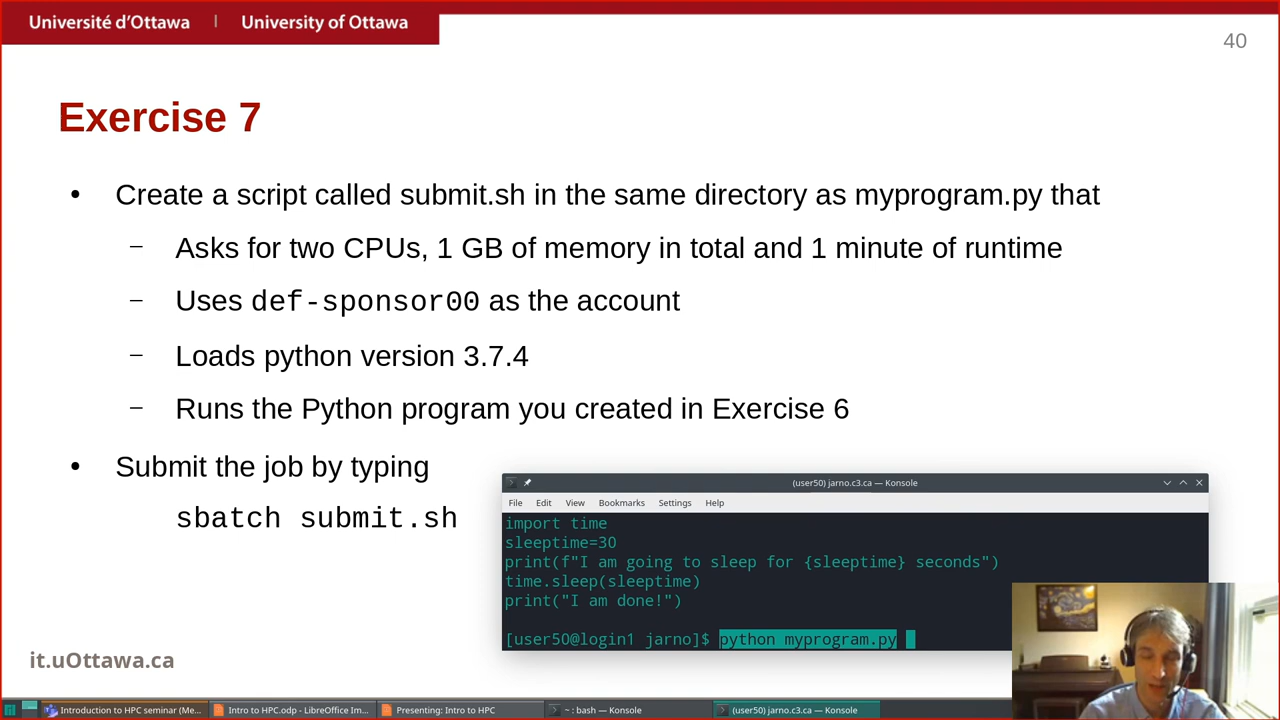 Université d'Ottawa | University of Ottawa
40
Exercise 7
• Create a script called submit.sh in the same directory as myprogram.py that
– Asks for two CPUs, 1 GB of memory in total and 1 minute of runtime
– Uses def-sponsor00 as the account
– Loads python version 3.7.4
– Runs the Python program you created in Exercise 6
• Submit the job by typing
sbatch submit.sh
(user50) jarno.c3.ca — Konsole
File Edit View Bookmarks Settings Help
import time
sleeptime=30
print(f"I am going to sleep for {sleeptime} seconds")
time.sleep(sleeptime)
print("I am done!")
[user50@login1 jarno]$ python myprogram.py
it.uOttawa.ca
Introduction to HPC seminar (Me... Intro to HPC.odp - LibreOffice Im... Presenting: Intro to HPC ~ : bash — Konsole (user50) jarno.c3.ca — Konsole